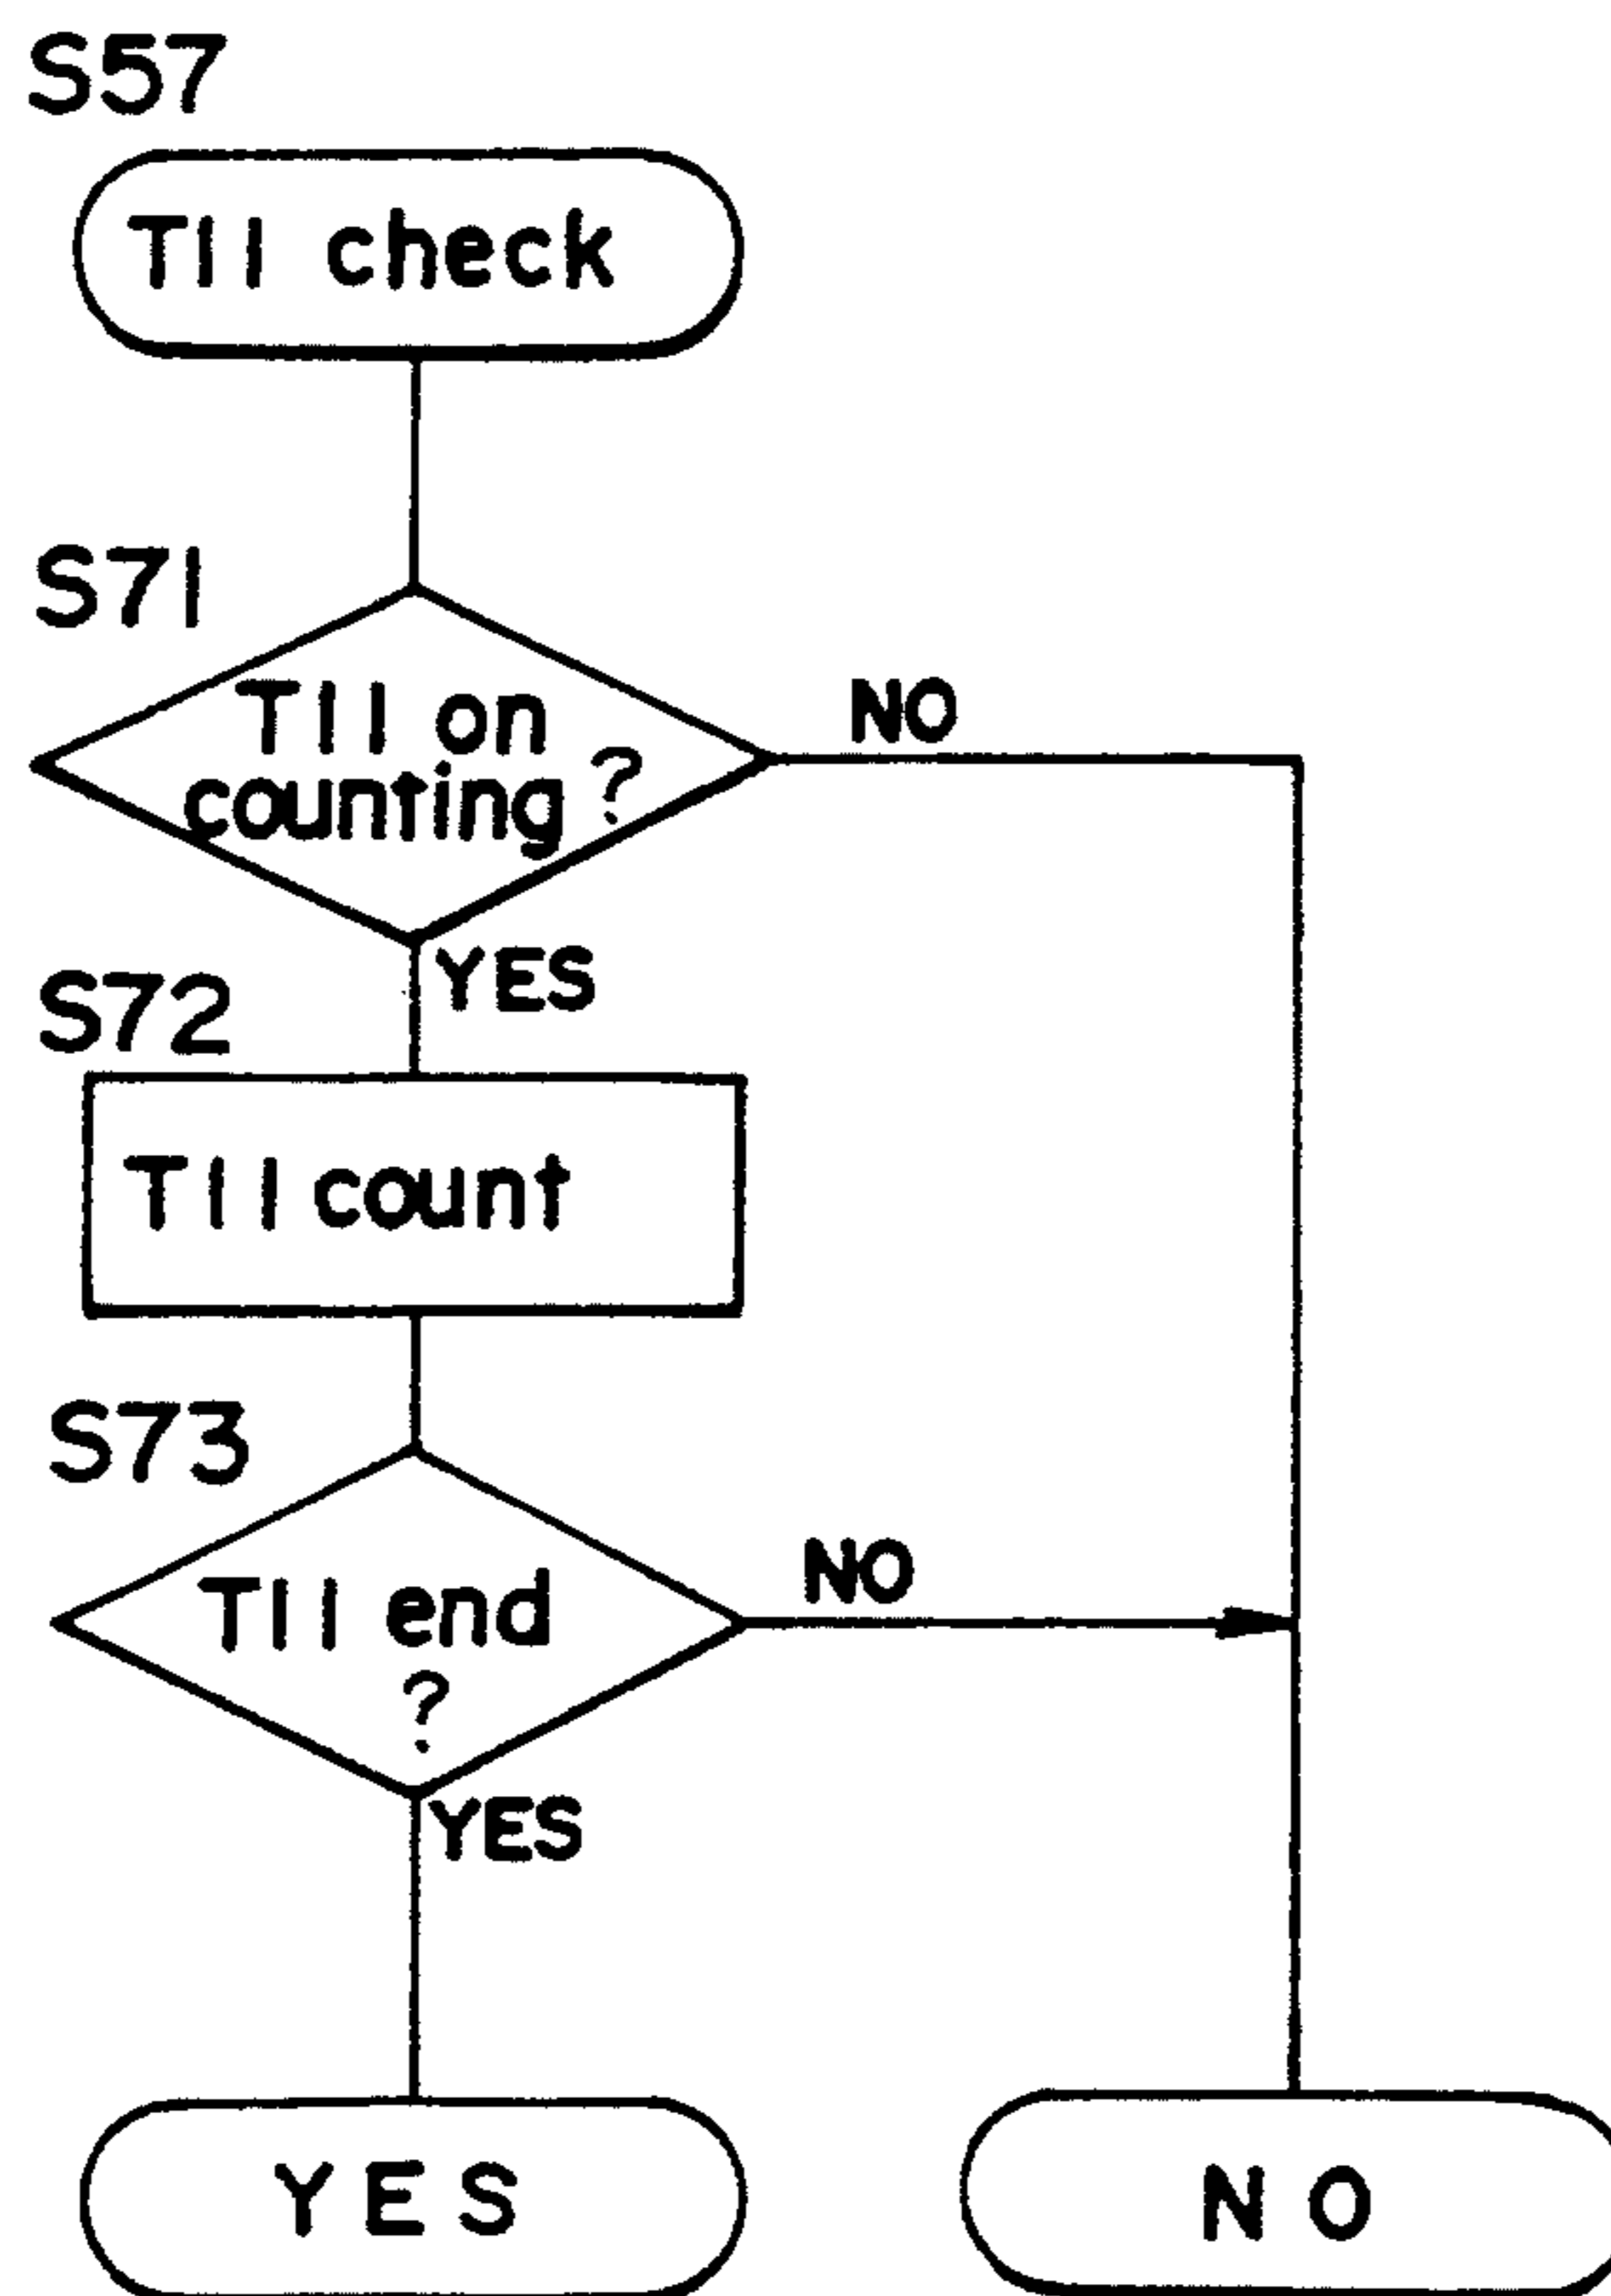 S57
T11 check
S71
T11 on
counting?
NO
YES
S72
T11 count
S73
T11 end
?
NO
YES
YES
NO